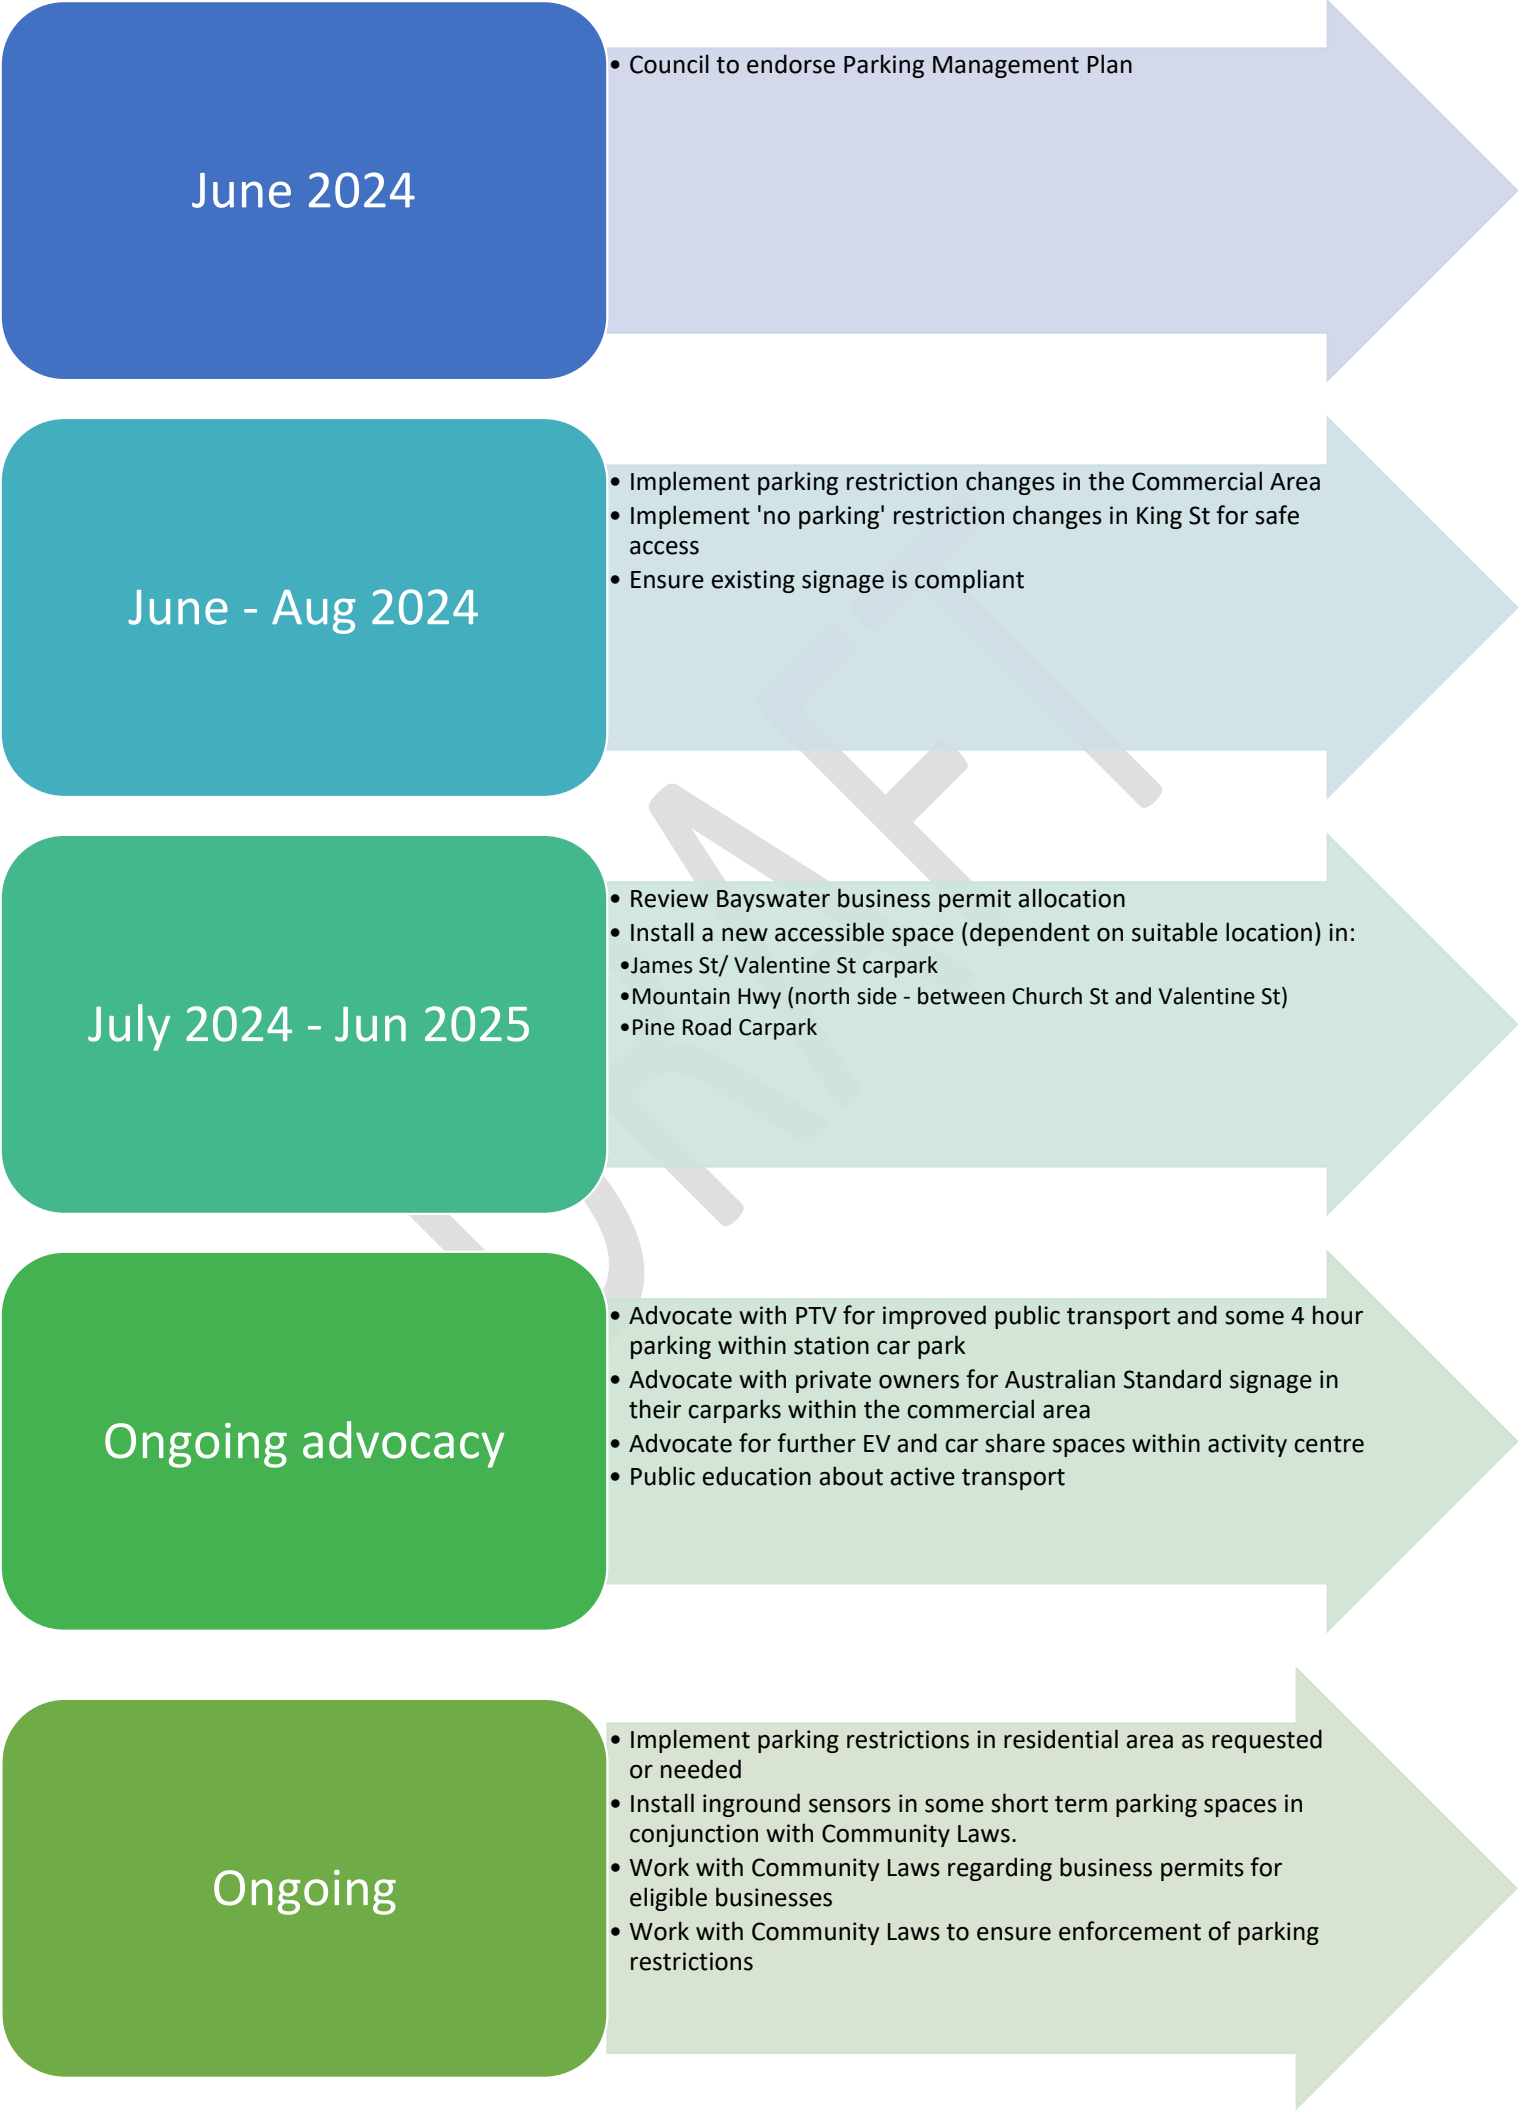 June 2024
• Council to endorse Parking Management Plan
June - Aug 2024
• Implement parking restriction changes in the Commercial Area
• Implement 'no parking' restriction changes in King St for safe
access
• Ensure existing signage is compliant
July 2024 - Jun 2025
• Review Bayswater business permit allocation
• Install a new accessible space (dependent on suitable location) in:
•James St/ Valentine St carpark
•Mountain Hwy (north side - between Church St and Valentine St)
•Pine Road Carpark
Ongoing advocacy
• Advocate with PTV for improved public transport and some 4 hour
parking within station car park
• Advocate with private owners for Australian Standard signage in
their carparks within the commercial area
• Advocate for further EV and car share spaces within activity centre
• Public education about active transport
Ongoing
• Implement parking restrictions in residential area as requested
or needed
• Install inground sensors in some short term parking spaces in
conjunction with Community Laws.
• Work with Community Laws regarding business permits for
eligible businesses
• Work with Community Laws to ensure enforcement of parking
restrictions
DRAFT